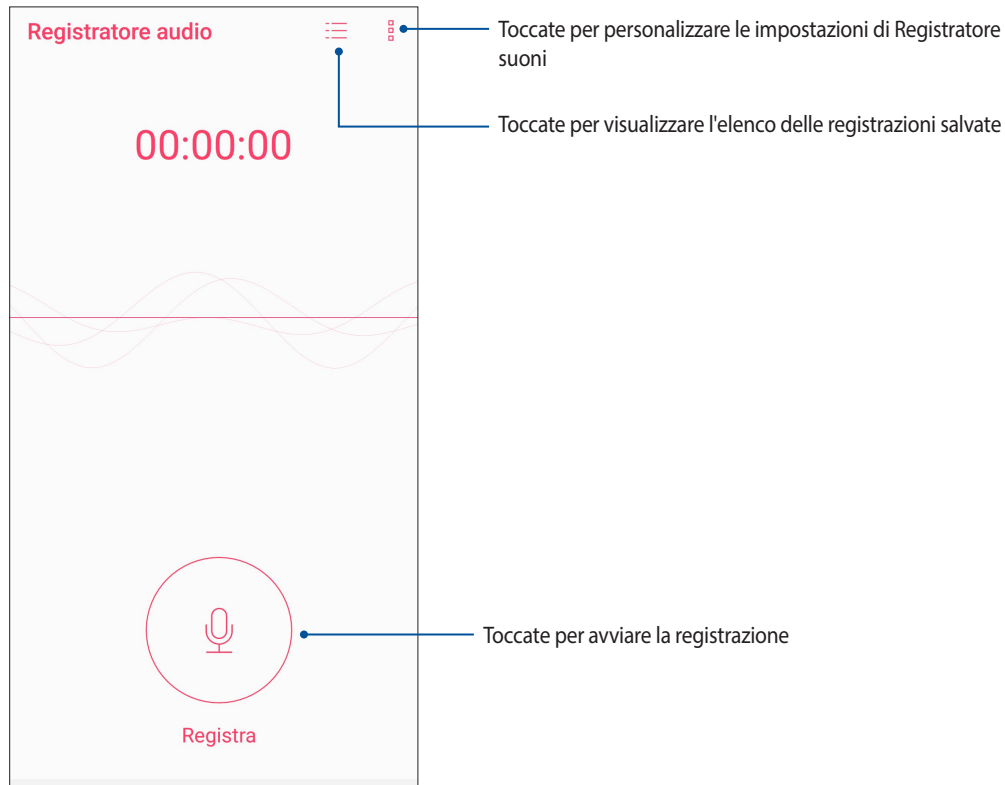 Registratore audio
Toccate per personalizzare le impostazioni di Registratore
suoni
Toccate per visualizzare l'elenco delle registrazioni salvate
00:00:00
Toccate per avviare la registrazione
Registra